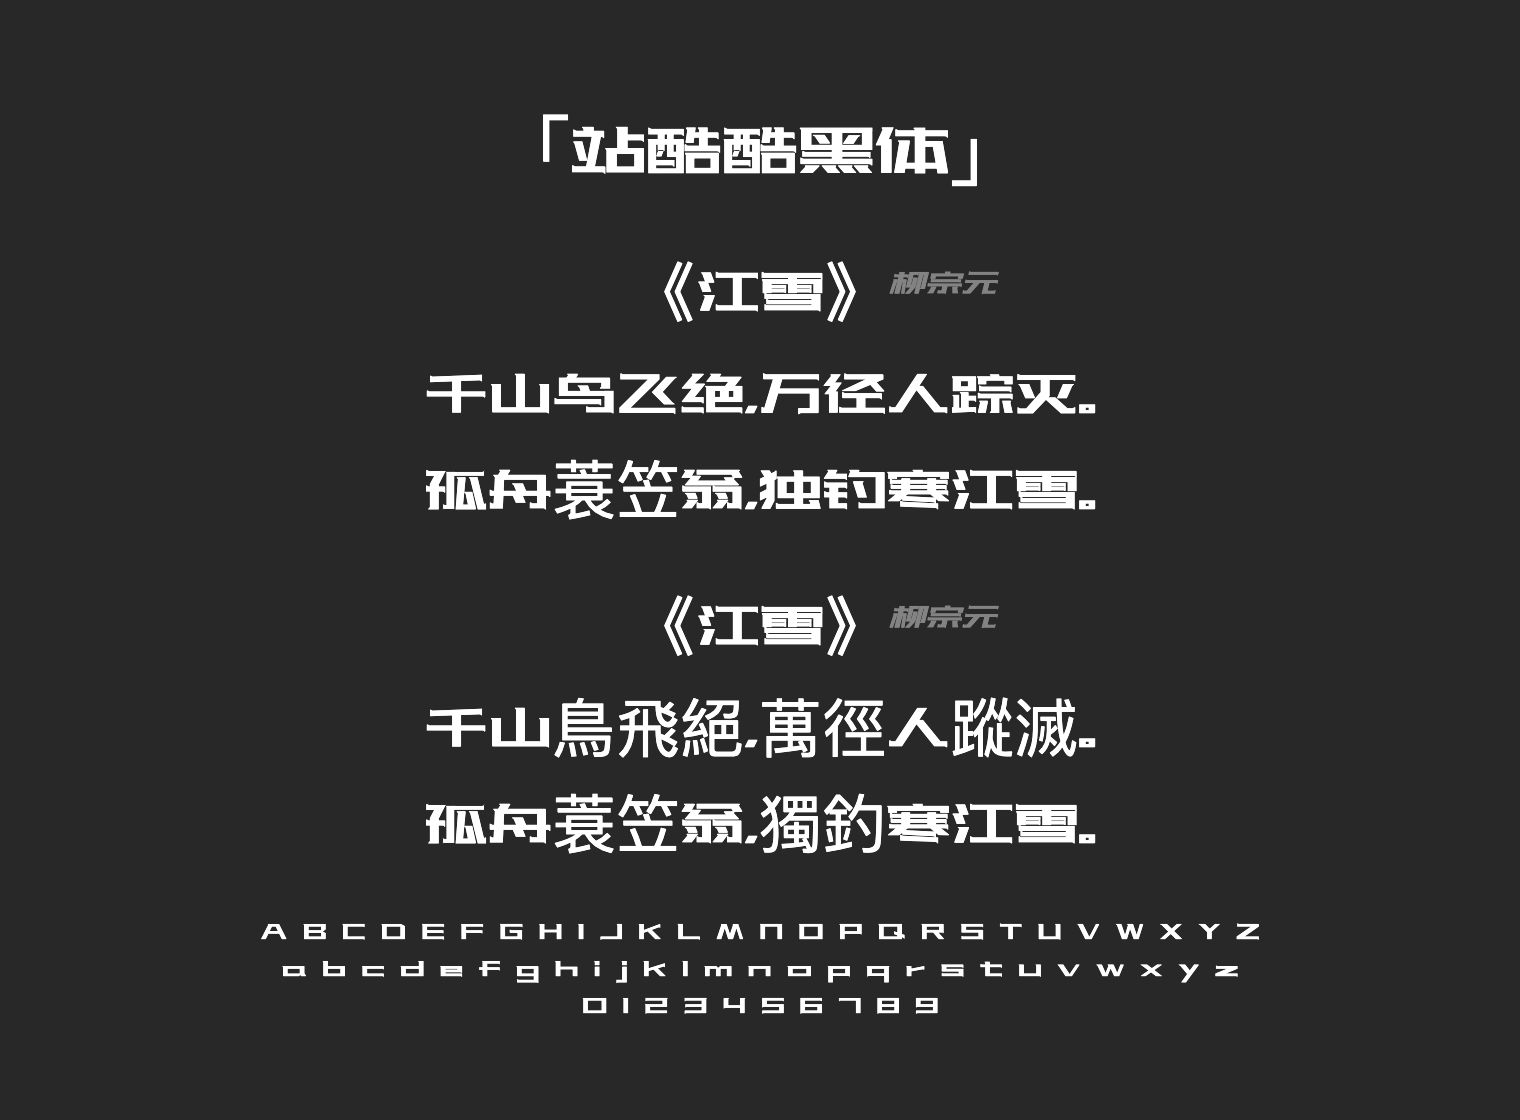 「站酷酷黑体」
《江雪》 柳宗元
千山鸟飞绝,万径人踪灭。
孤舟蓑笠翁,独钓寒江雪。
《江雪》 柳宗元
千山鳥飛絕,萬徑人蹤滅。
孤舟蓑笠翁,獨釣寒江雪。
A B C D E F G H I J K L M N O P Q R S T U V W X Y Z
a b c d e f g h i j k l m n o p q r s t u v w x y z
0 1 2 3 4 5 6 7 8 9